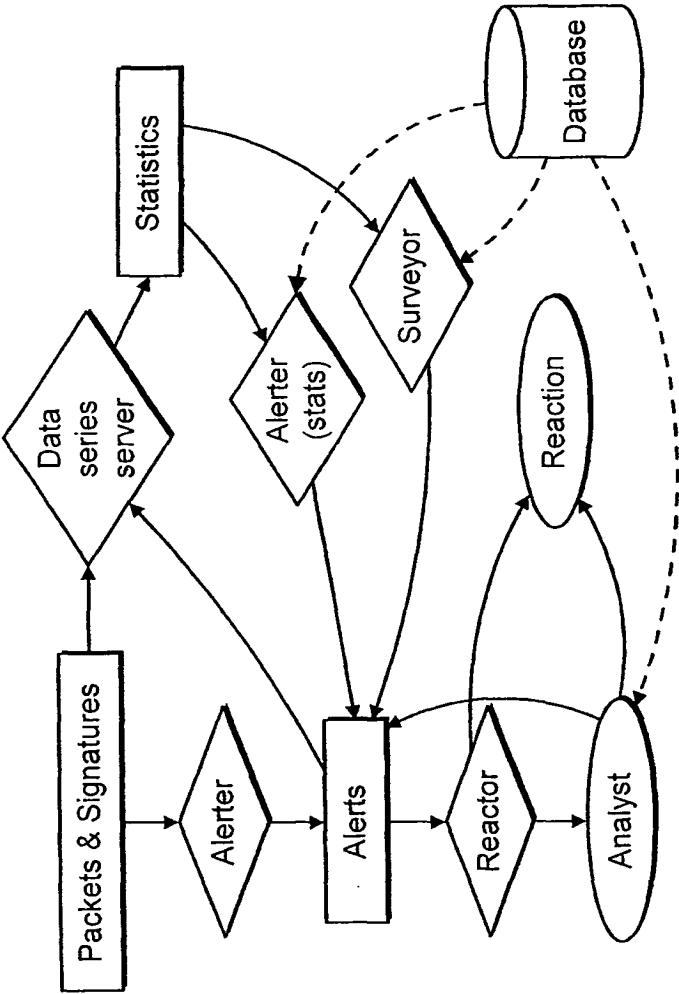 Packets & Signatures
Data
series
server
Statistics
Alerter
Alerter
(stats)
Surveyor
Database
Alerts
Reactor
Reaction
Analyst